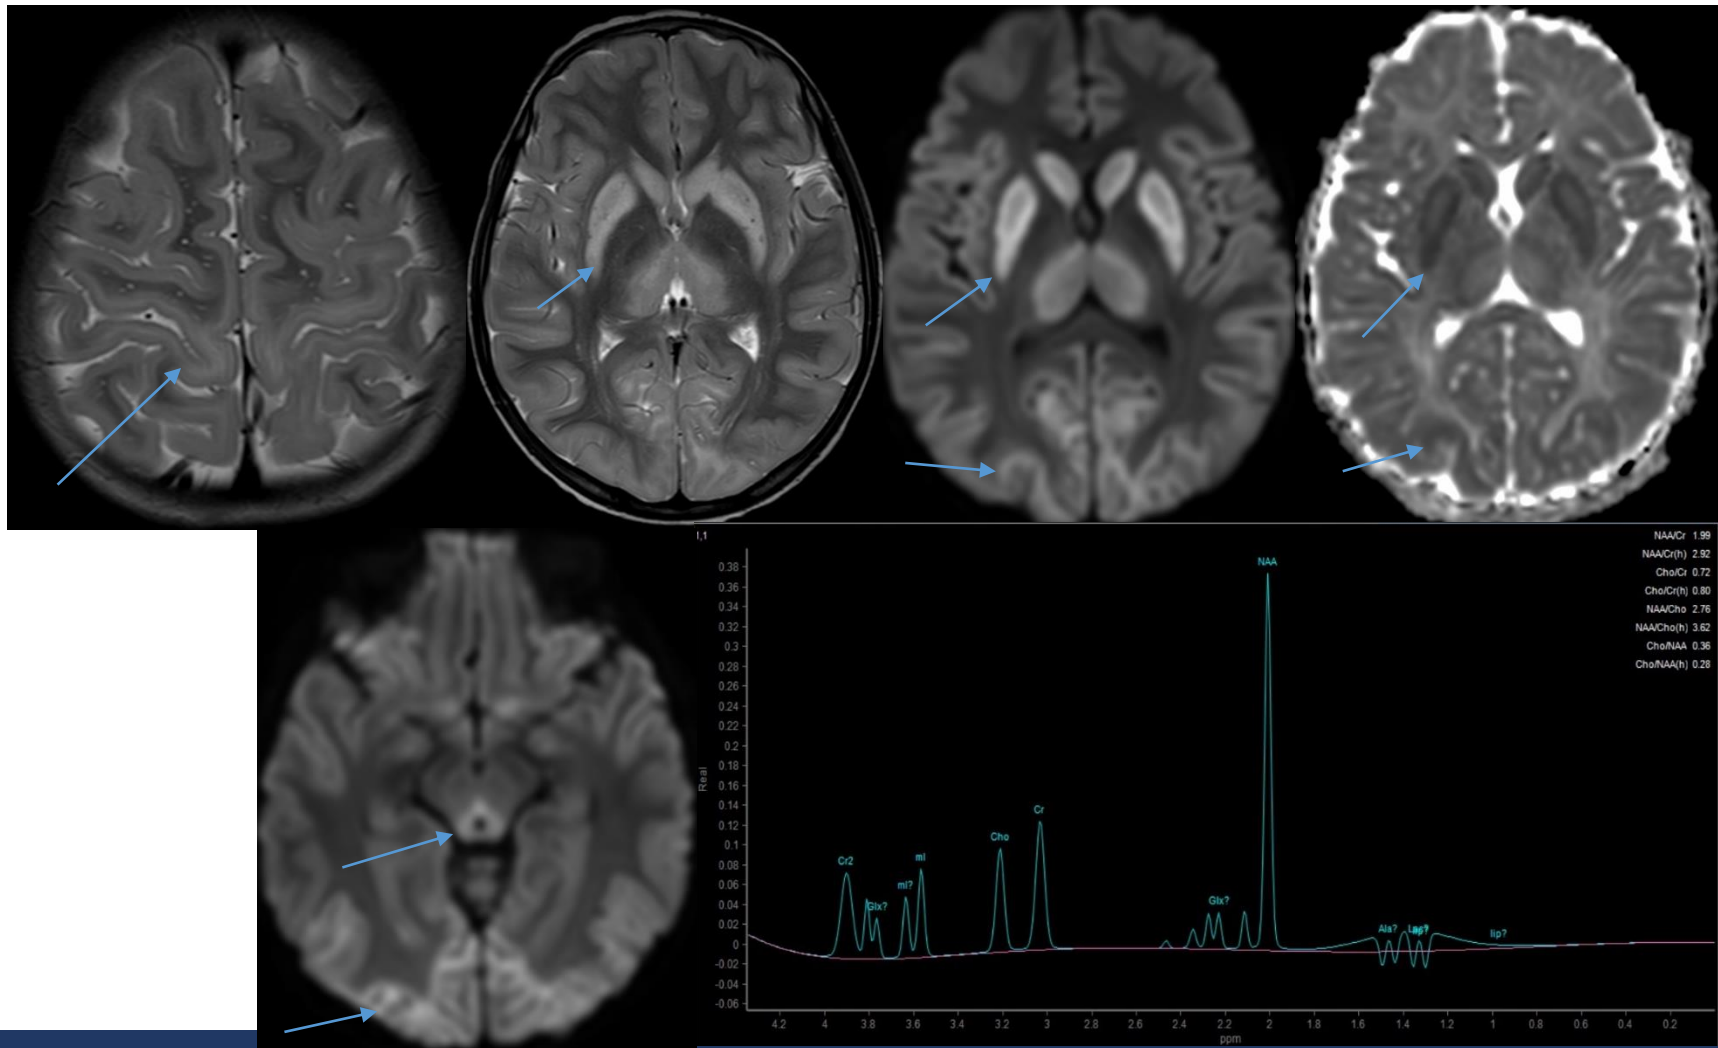 I,1
NAA/Cr 1.99
NAA/Cr(h) 2.92
Cho/Cr 0.72
Cho/Cr(h) 0.80
NAA/Cho 2.76
NAA/Cho(h) 3.62
Cho/NAA 0.36
Cho/NAA(h) 0.28
NAA
Cr
Cho
Cr2
mI
mI?
Glx?
Glx?
Ala?
lip?
Real
0.38
0.36
0.34
0.32
0.3
0.28
0.26
0.24
0.22
0.2
0.18
0.16
0.14
0.12
0.1
0.08
0.06
0.04
0.02
0
-0.02
-0.04
-0.06
4.2 4 3.8 3.6 3.4 3.2 3 2.8 2.6 2.4 2.2 2 1.8 1.6 1.4 1.2 1 0.8 0.6 0.4 0.2
ppm